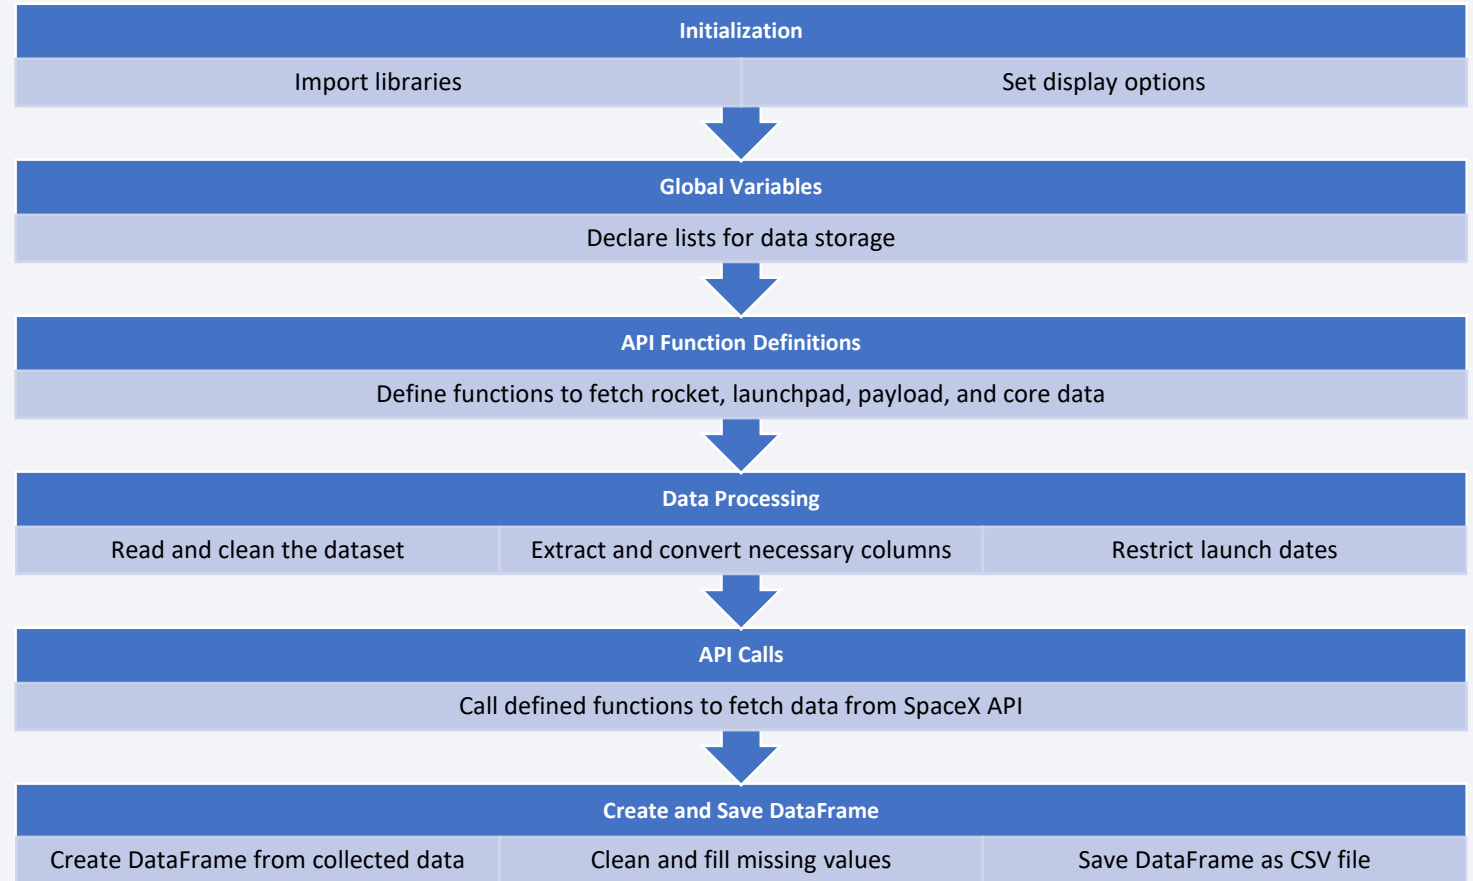 Initialization
Import libraries
Set display options
Global Variables
Declare lists for data storage
API Function Definitions
Define functions to fetch rocket, launchpad, payload, and core data
Data Processing
Read and clean the dataset
Extract and convert necessary columns
Restrict launch dates
API Calls
Call defined functions to fetch data from SpaceX API
Create and Save DataFrame
Create DataFrame from collected data
Clean and fill missing values
Save DataFrame as CSV file